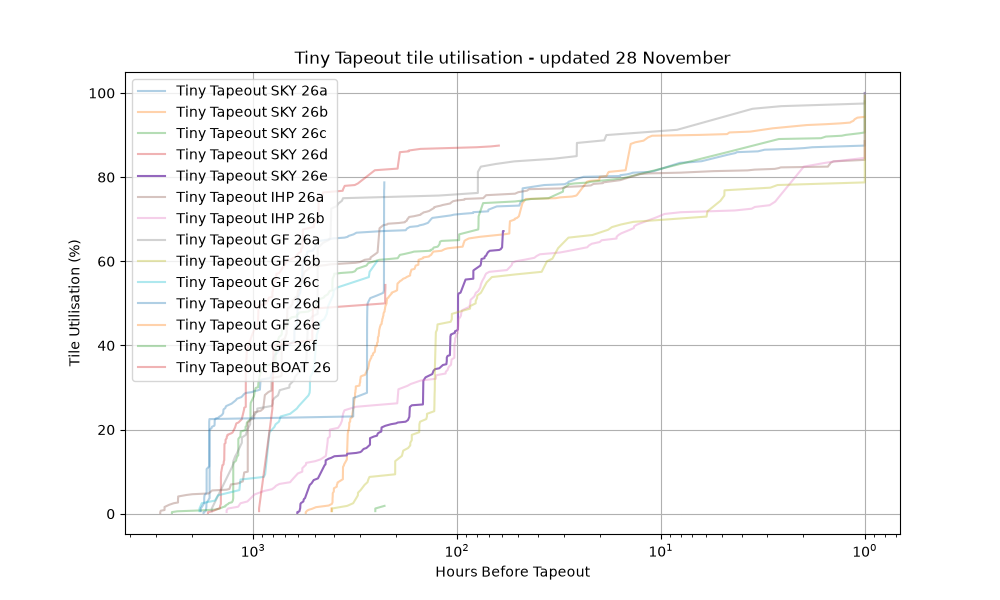 Tiny Tapeout tile utilisation - updated 28 November
Tiny Tapeout SKY 26a
Tiny Tapeout SKY 26b
Tiny Tapeout SKY 26c
Tiny Tapeout SKY 26d
Tiny Tapeout SKY 26e
Tiny Tapeout IHP 26a
Tiny Tapeout IHP 26b
Tiny Tapeout GF 26a
Tiny Tapeout GF 26b
Tiny Tapeout GF 26c
Tiny Tapeout GF 26d
Tiny Tapeout GF 26e
Tiny Tapeout GF 26f
Tiny Tapeout BOAT 26
Tile Utilisation (%)
100
80
60
40
20
0
10³ 10² 10¹ 10⁰
Hours Before Tapeout